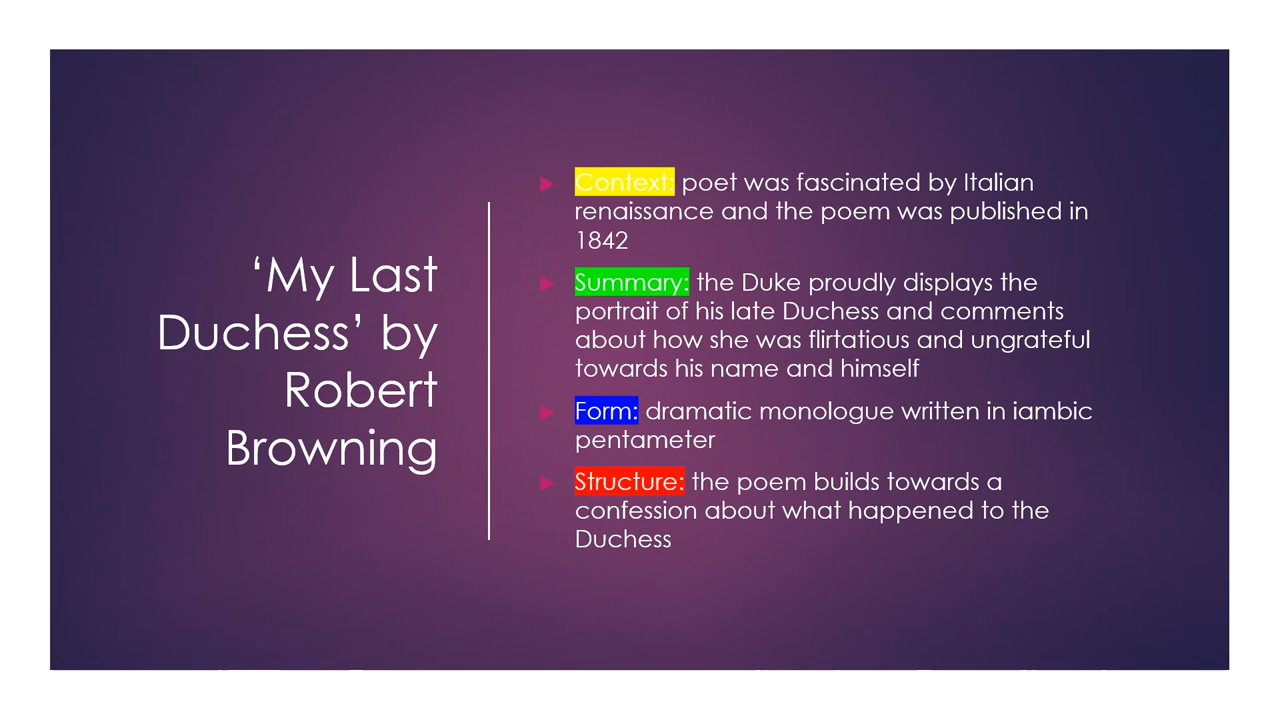 ‘My Last
Duchess’ by
Robert
Browning
Context: poet was fascinated by Italian
renaissance and the poem was published in
1842
Summary: the Duke proudly displays the
portrait of his late Duchess and comments
about how she was flirtatious and ungrateful
towards his name and himself
Form: dramatic monologue written in iambic
pentameter
Structure: the poem builds towards a
confession about what happened to the
Duchess